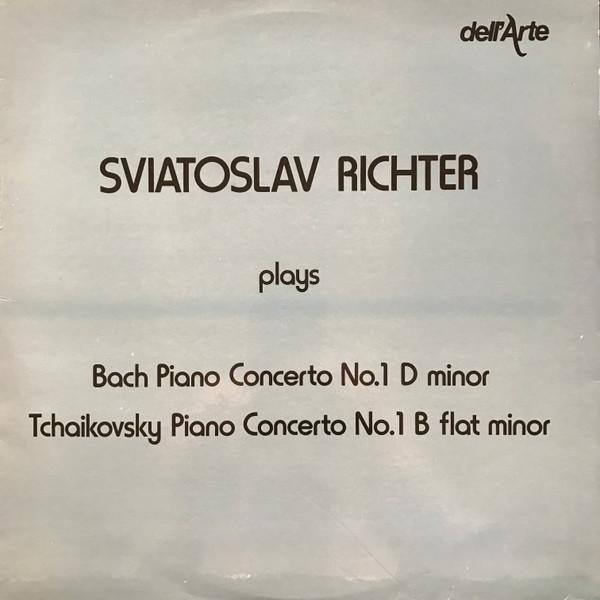 dell'Arte
SVIATOSLAV RICHTER
plays
Bach Piano Concerto No.1 D minor
Tchaikovsky Piano Concerto No.1 B flat minor